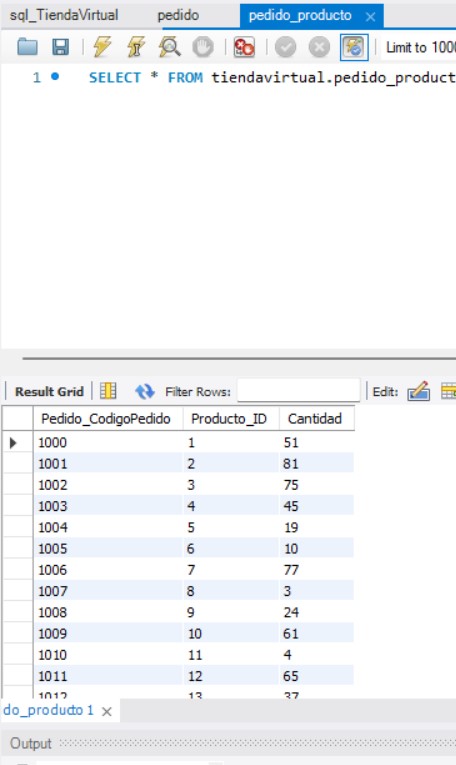 sql_TiendaVirtual pedido pedido_producto
Limit to 1000
1 SELECT * FROM tiendavirtual.pedido_product
Result Grid Filter Rows: Edit:
Pedido_CodigoPedido Producto_ID Cantidad
1000 1 51
1001 2 81
1002 3 75
1003 4 45
1004 5 19
1005 6 10
1006 7 77
1007 8 3
1008 9 24
1009 10 61
1010 11 4
1011 12 65
1012 13 37
do_producto 1
Output